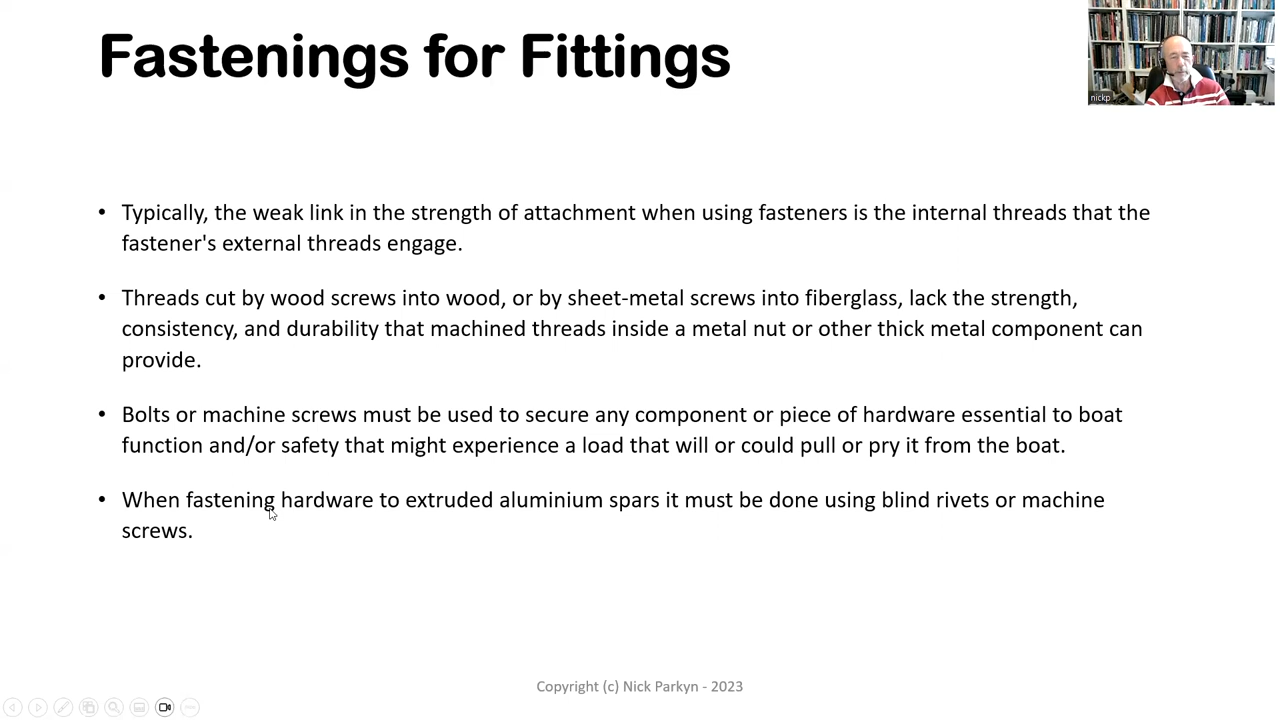 Fastenings for Fittings
nickp
• Typically, the weak link in the strength of attachment when using fasteners is the internal threads that the
fastener's external threads engage.
• Threads cut by wood screws into wood, or by sheet-metal screws into fiberglass, lack the strength,
consistency, and durability that machined threads inside a metal nut or other thick metal component can
provide.
• Bolts or machine screws must be used to secure any component or piece of hardware essential to boat
function and/or safety that might experience a load that will or could pull or pry it from the boat.
• When fastening hardware to extruded aluminium spars it must be done using blind rivets or machine
screws.
Copyright (c) Nick Parkyn - 2023